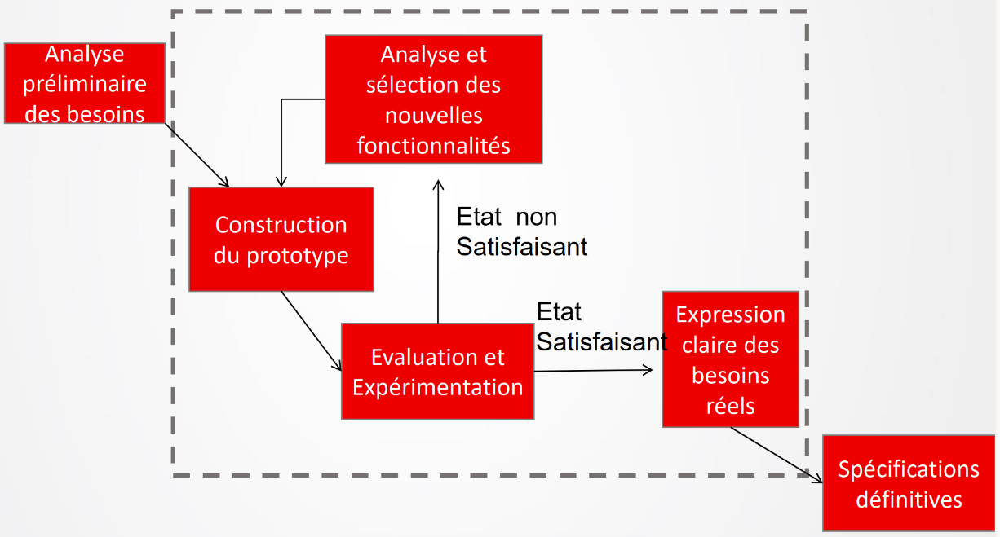 Analyse
préliminaire
des besoins
Analyse et
sélection des
nouvelles
fonctionnalités
Construction
du prototype
Etat non
Satisfaisant
Evaluation et
Expérimentation
Etat
Satisfaisant
Expression
claire des
besoins
réels
Spécifications
définitives